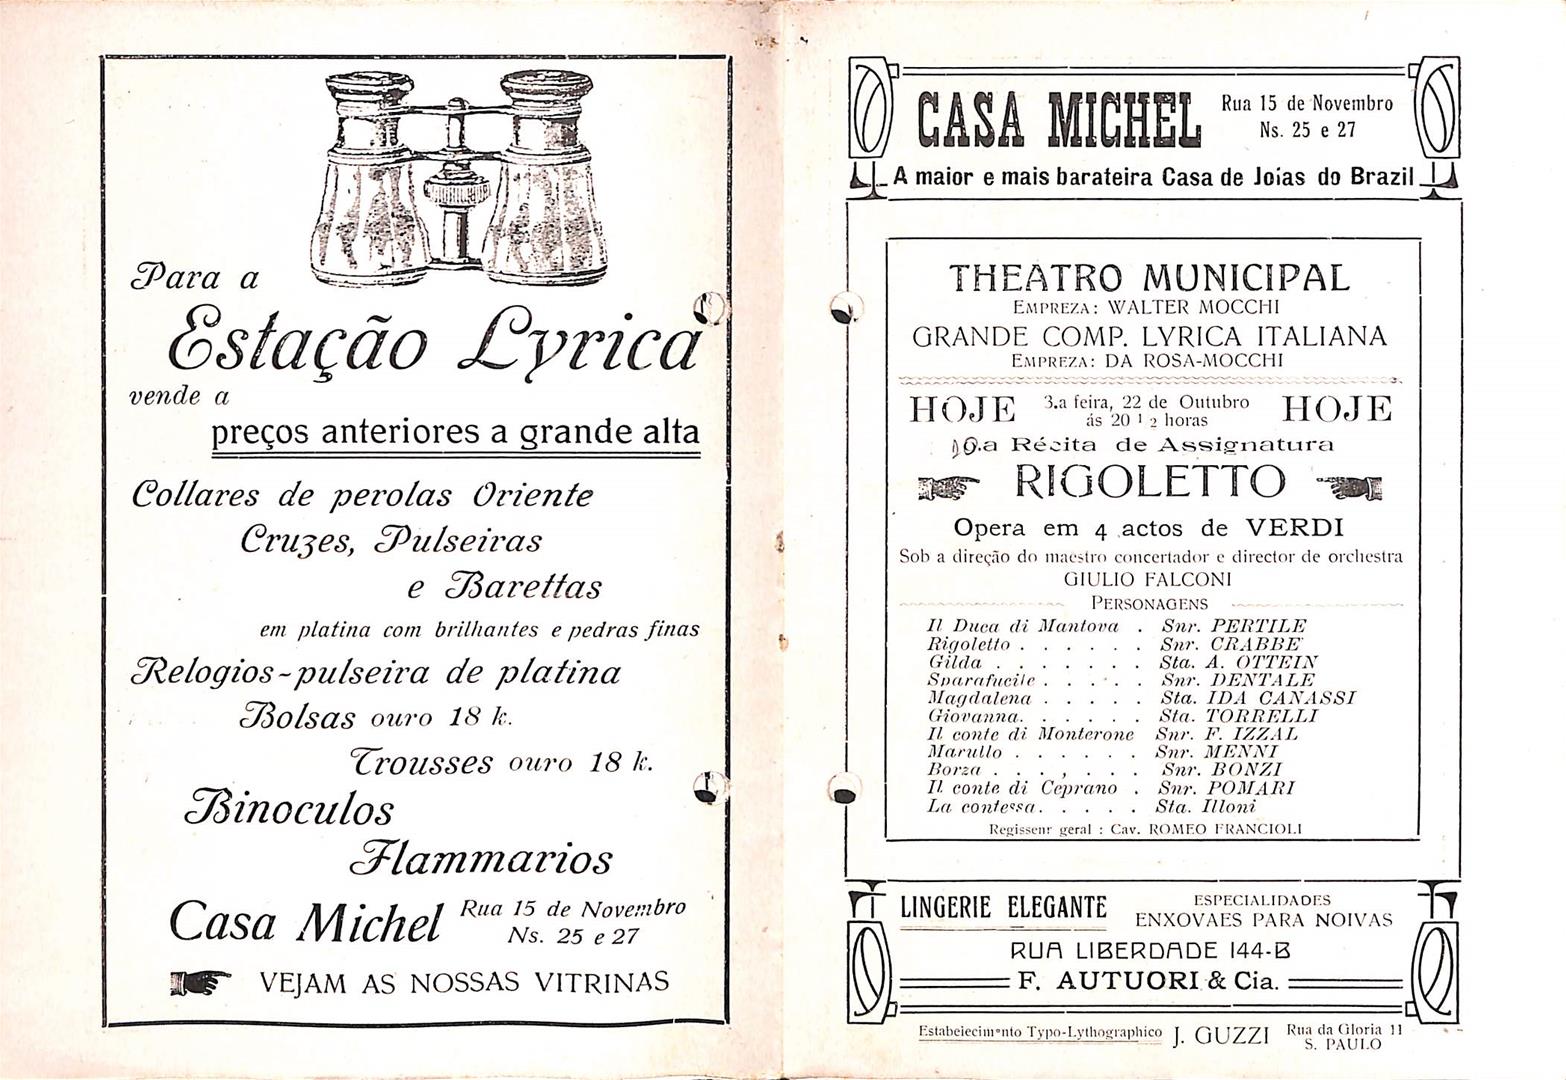 Para a
Estação Lyrica
vende a
preços anteriores a grande alta
Collares de perolas Oriente
Cruzes, Pulseiras
e Barettas
em platina com brilhantes e pedras finas
Relogios-pulseira de platina
Bolsas ouro 18 k.
Trousses ouro 18 k.
Binoculos
Flammarios
Casa Michel Rua 15 de Novembro
Ns. 25 e 27
VEJAM AS NOSSAS VITRINAS
CASA MICHEL Rua 15 de Novembro
Ns. 25 e 27
A maior e mais barateira Casa de Joias do Brazil
THEATRO MUNICIPAL
EMPREZA: WALTER MOCCHI
GRANDE COMP. LYRICA ITALIANA
EMPREZA: DA ROSA-MOCCHI
HOJE 3.a feira, 22 de Outubro HOJE
ás 20 1 2 horas
.a Récita de Assignatura
RIGOLETTO
Opera em 4 actos de VERDI
Sob a direção do maestro concertador e director de orchestra
GIULIO FALCONI
PERSONAGENS
Il Duca di Mantova . Snr. PERTILE
Rigoletto . . . . . . Snr. CRABBE
Gilda . . . . . . . Sta. A. OTTEIN
Sparafucile . . . . . Snr. DENTALE
Magdalena . . . . . Sta. IDA CANASSI
Giovanna. . . . . . Sta. TORRELLI
Il conte di Monterone Snr. F. IZZAL
Marullo . . . . . . Snr. MENNI
Borza . . . , . . . Snr. BONZI
Il conte di Ceprano . Snr. POMARI
La contessa. . . . . Sta. Illoni
Regissenr geral : Cav. ROMEO FRANCIOLI
LINGERIE ELEGANTE ESPECIALIDADES
ENXOVAES PARA NOIVAS
RUA LIBERDADE 144-B
F. AUTUORI & Cia.
Estabeiecimento Typo-Lythographico J. GUZZI Rua da Gloria 11
S. PAULO